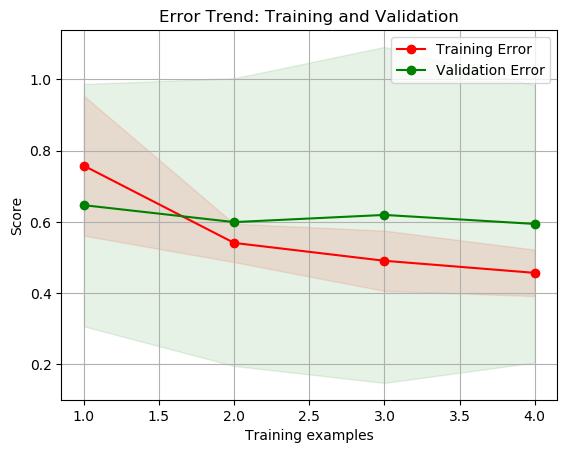 Error Trend: Training and Validation
Training Error
Validation Error
1.0
0.8
0.6
0.4
0.2
Score
1.0 1.5 2.0 2.5 3.0 3.5 4.0
Training examples